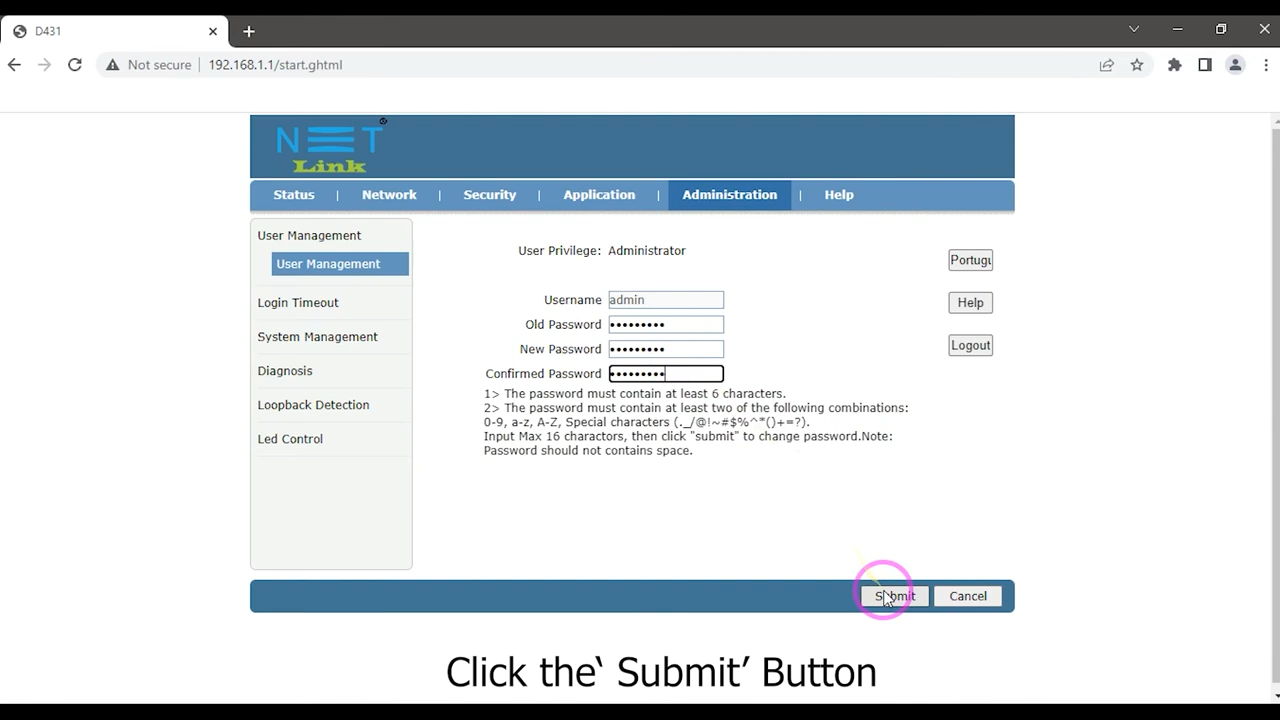 D431
Not secure
192.168.1.1/start.ghtml
NET
Link
Status | Network | Security | Application | Administration | Help
User Management
User Management
Login Timeout
System Management
Diagnosis
Loopback Detection
Led Control
User Privilege: Administrator
Username admin
Old Password •••••••••
New Password •••••••••
Confirmed Password •••••••••
1> The password must contain at least 6 characters.
2> The password must contain at least two of the following combinations:
0-9, a-z, A-Z, Special characters (._/@!~#$%^*()+=?).
Input Max 16 charactors, then click "submit" to change password.Note:
Password should not contains space.
Portugu
Help
Logout
Submit
Cancel
Click the‘ Submit’ Button